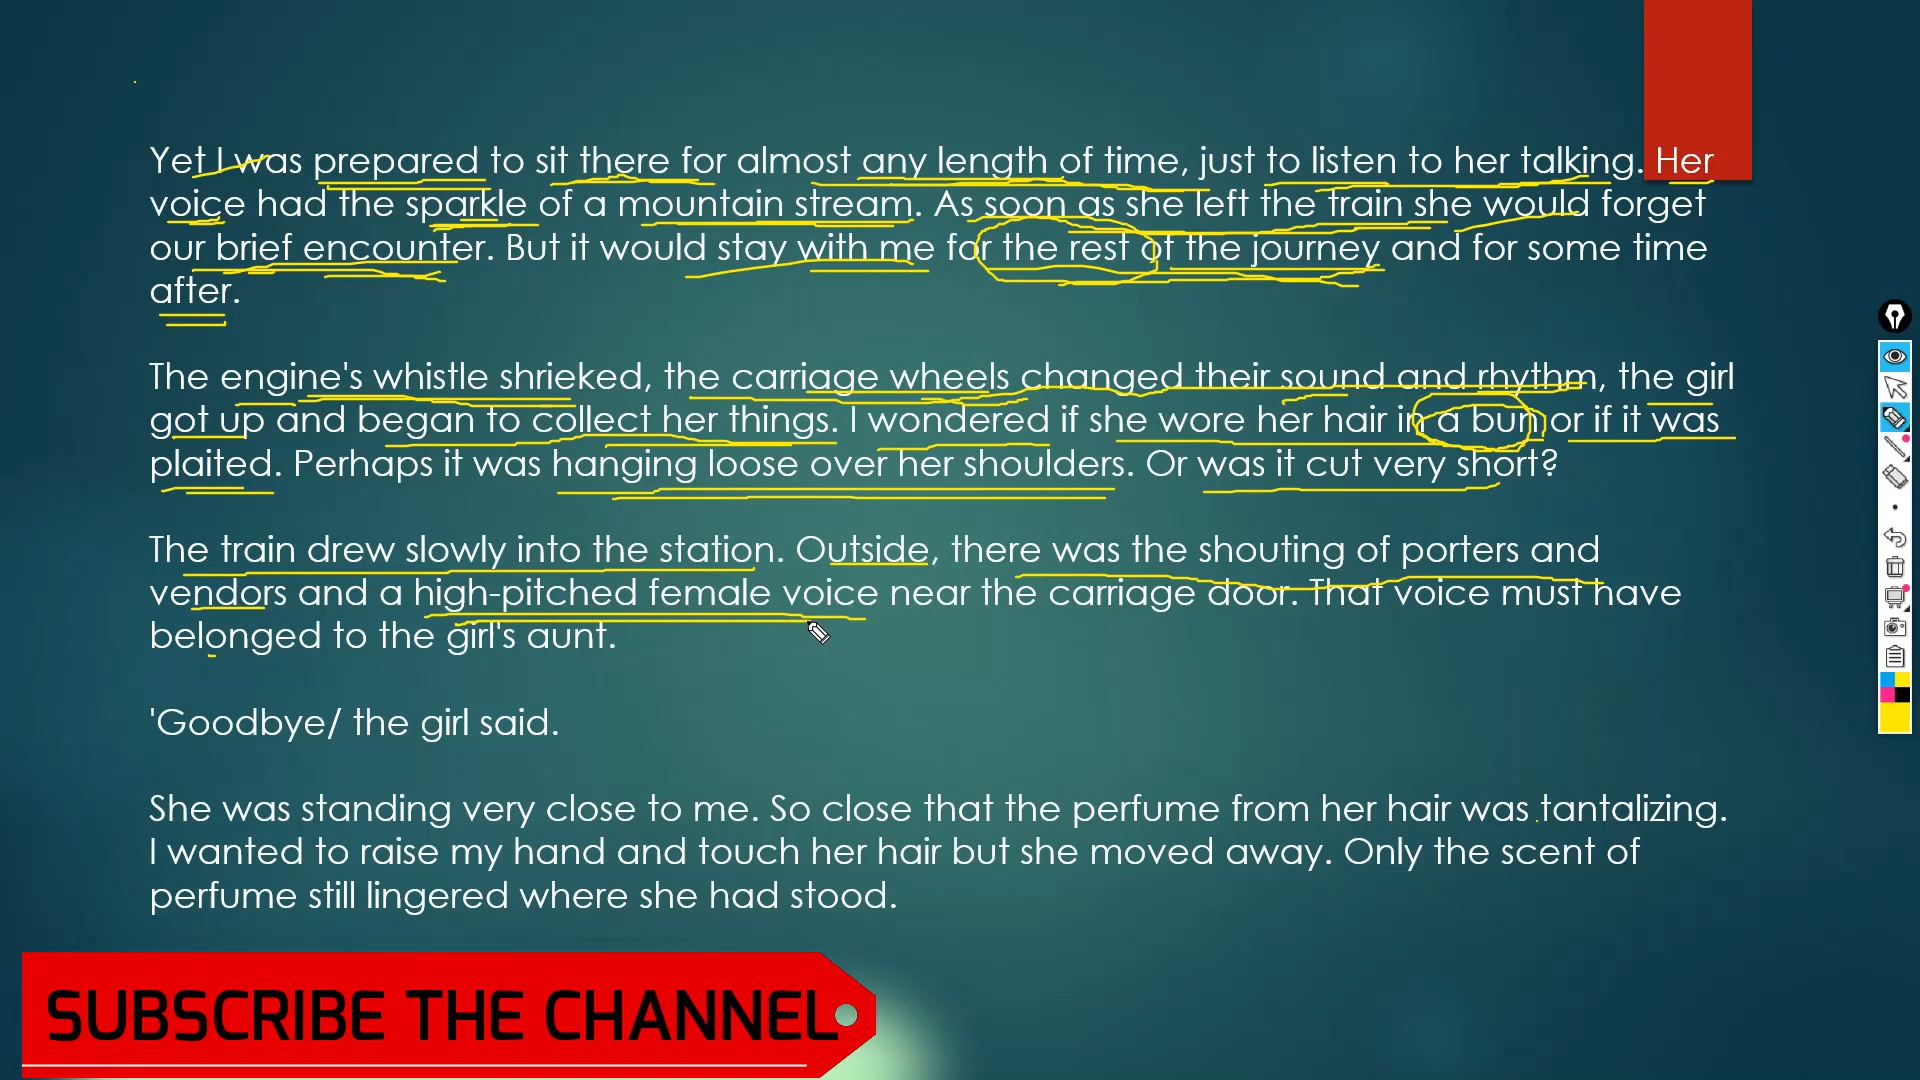 Yet I was prepared to sit there for almost any length of time, just to listen to her talking. Her
voice had the sparkle of a mountain stream. As soon as she left the train she would forget
our brief encounter. But it would stay with me for the rest of the journey and for some time
after.
The engine's whistle shrieked, the carriage wheels changed their sound and rhythm, the girl
got up and began to collect her things. I wondered if she wore her hair in a bun or if it was
plaited. Perhaps it was hanging loose over her shoulders. Or was it cut very short?
The train drew slowly into the station. Outside, there was the shouting of porters and
vendors and a high-pitched female voice near the carriage door. That voice must have
belonged to the girl's aunt.
'Goodbye/ the girl said.
She was standing very close to me. So close that the perfume from her hair was tantalizing.
I wanted to raise my hand and touch her hair but she moved away. Only the scent of
perfume still lingered where she had stood.
SUBSCRIBE THE CHANNEL